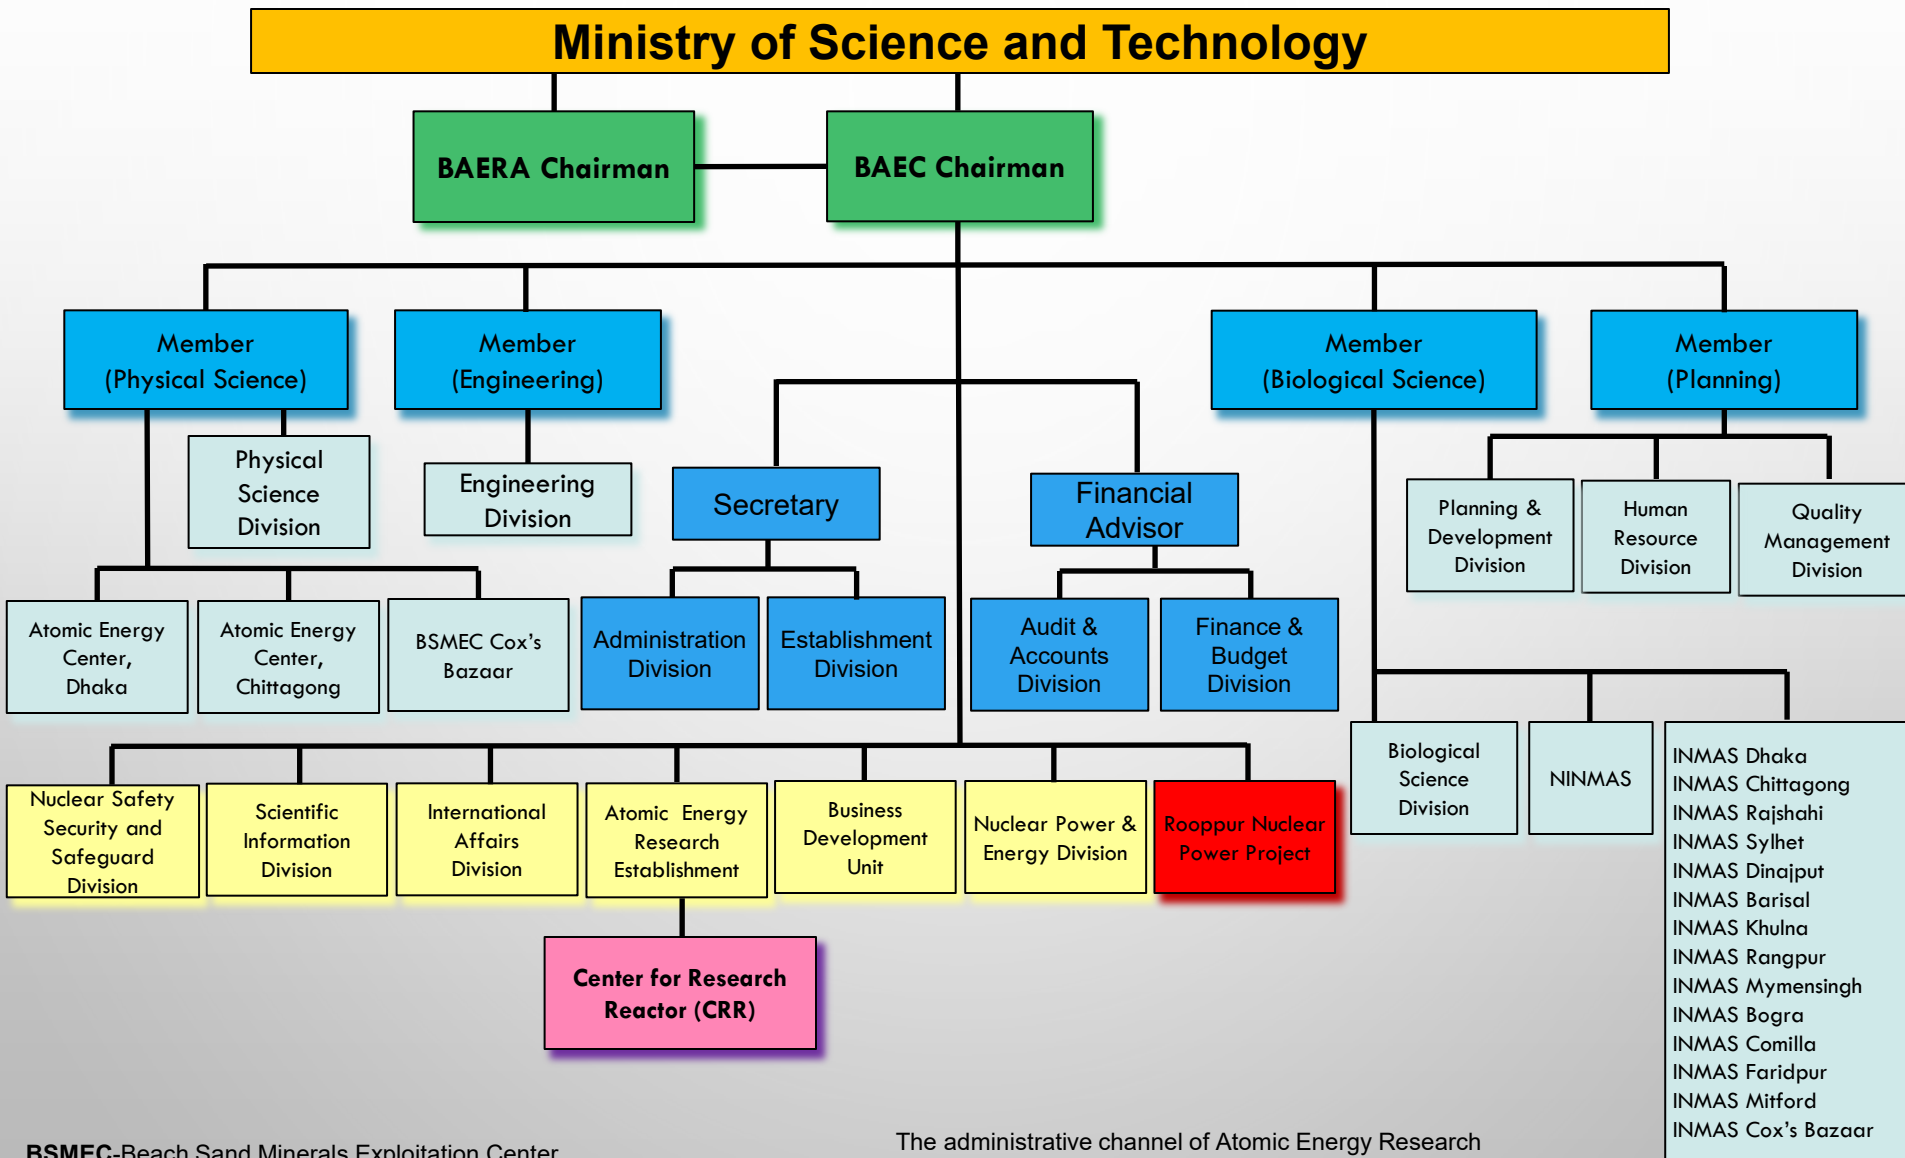 Ministry of Science and Technology
BAERA Chairman
BAEC Chairman
Member
(Physical Science)
Member
(Engineering)
Member
(Biological Science)
Member
(Planning)
Physical
Science
Division
Engineering
Division
Secretary
Financial
Advisor
Planning &
Development
Division
Human
Resource
Division
Quality
Management
Division
Atomic Energy
Center,
Dhaka
Atomic Energy
Center,
Chittagong
BSMEC Cox's
Bazaar
Administration
Division
Establishment
Division
Audit &
Accounts
Division
Finance &
Budget
Division
Biological
Science
Division
NINMAS
INMAS Dhaka
INMAS Chittagong
INMAS Rajshahi
INMAS Sylhet
INMAS Dinajput
INMAS Barisal
INMAS Khulna
INMAS Rangpur
INMAS Mymensingh
INMAS Bogra
INMAS Comilla
INMAS Faridpur
INMAS Mitford
INMAS Cox's Bazaar
Nuclear Safety
Security and
Safeguard
Division
Scientific
Information
Division
International
Affairs
Division
Atomic Energy
Research
Establishment
Business
Development
Unit
Nuclear Power &
Energy Division
Rooppur Nuclear
Power Project
Center for Research
Reactor (CRR)
BSMEC-Beach Sand Minerals Exploitation Center
The administrative channel of Atomic Energy Research